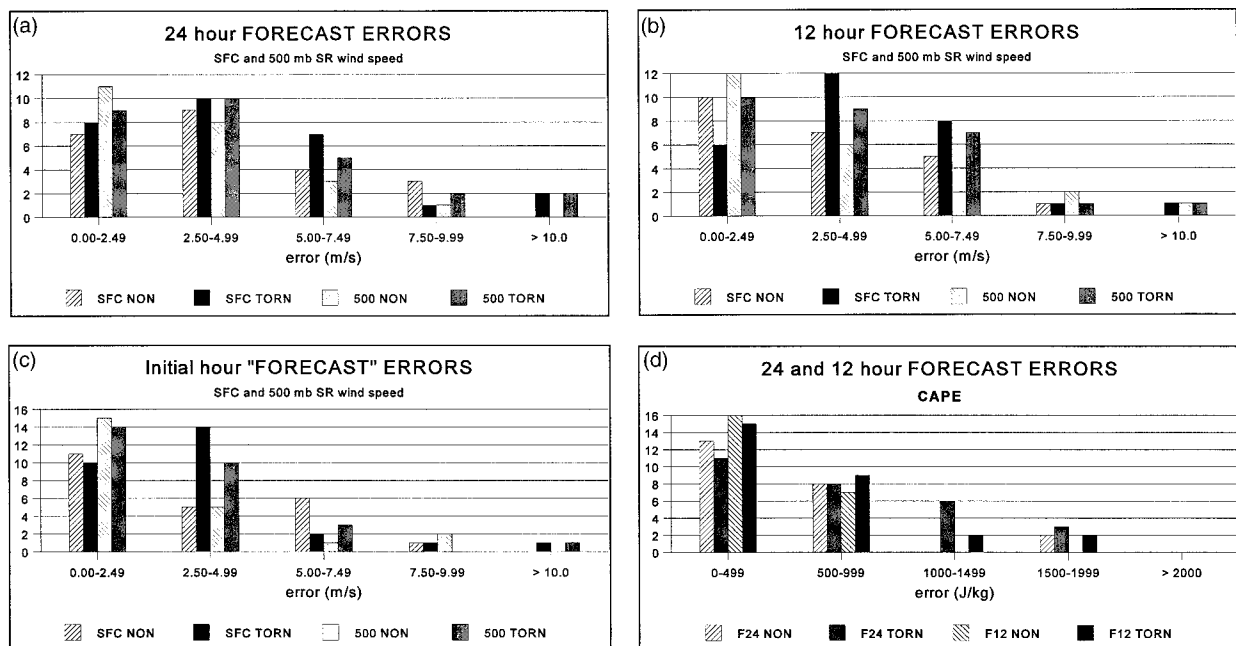 (a)
24 hour FORECAST ERRORS
SFC and 500 mb SR wind speed
12
10
8
6
4
2
0
0.00-2.49 2.50-4.99 5.00-7.49 7.50-9.99 > 10.0
error (m/s)
SFC NON SFC TORN 500 NON 500 TORN
(b)
12 hour FORECAST ERRORS
SFC and 500 mb SR wind speed
12
10
8
6
4
2
0
0.00-2.49 2.50-4.99 5.00-7.49 7.50-9.99 > 10.0
error (m/s)
SFC NON SFC TORN 500 NON 500 TORN
(c)
Initial hour "FORECAST" ERRORS
SFC and 500 mb SR wind speed
16
14
12
10
8
6
4
2
0
0.00-2.49 2.50-4.99 5.00-7.49 7.50-9.99 > 10.0
error (m/s)
SFC NON SFC TORN 500 NON 500 TORN
(d)
24 and 12 hour FORECAST ERRORS
CAPE
16
14
12
10
8
6
4
2
0
0-499 500-999 1000-1499 1500-1999 > 2000
error (J/kg)
F24 NON F24 TORN F12 NON F12 TORN